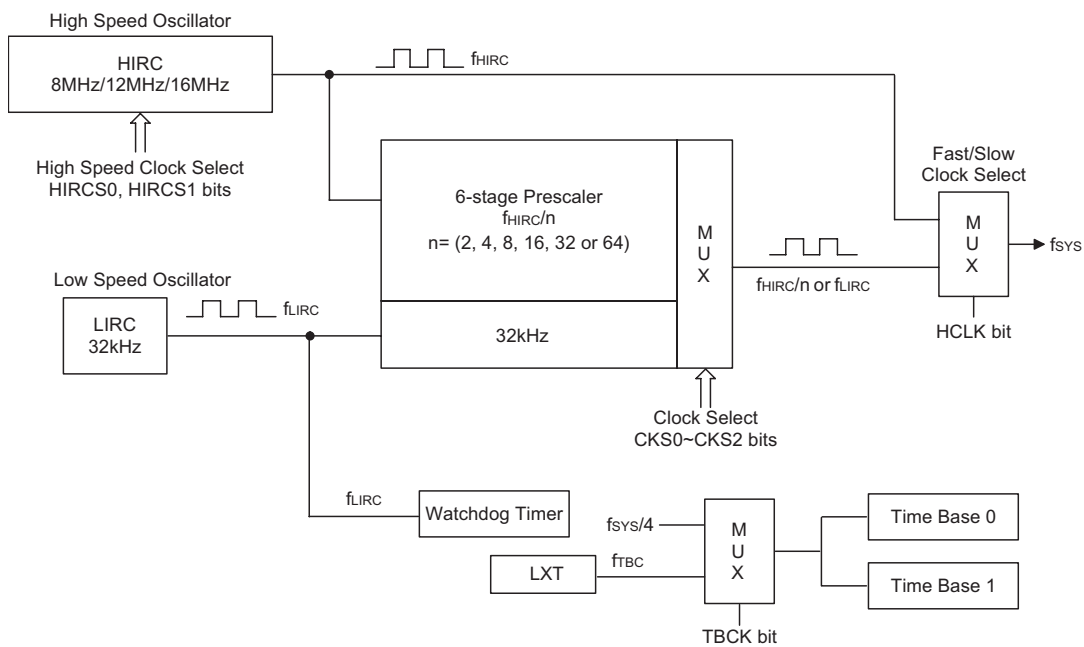 High Speed Oscillator
HIRC
8MHz/12MHz/16MHz
fHIRC
High Speed Clock Select
HIRCS0, HIRCS1 bits
6-stage Prescaler
fHIRC/n
n= (2, 4, 8, 16, 32 or 64)
M
U
X
Fast/Slow
Clock Select
M
U
X
fSYS
fHIRC/n or fLIRC
HCLK bit
Low Speed Oscillator
LIRC
32kHz
fLIRC
32kHz
Clock Select
CKS0~CKS2 bits
fLIRC
Watchdog Timer
fSYS/4
LXT
fTBC
M
U
X
TBCK bit
Time Base 0
Time Base 1